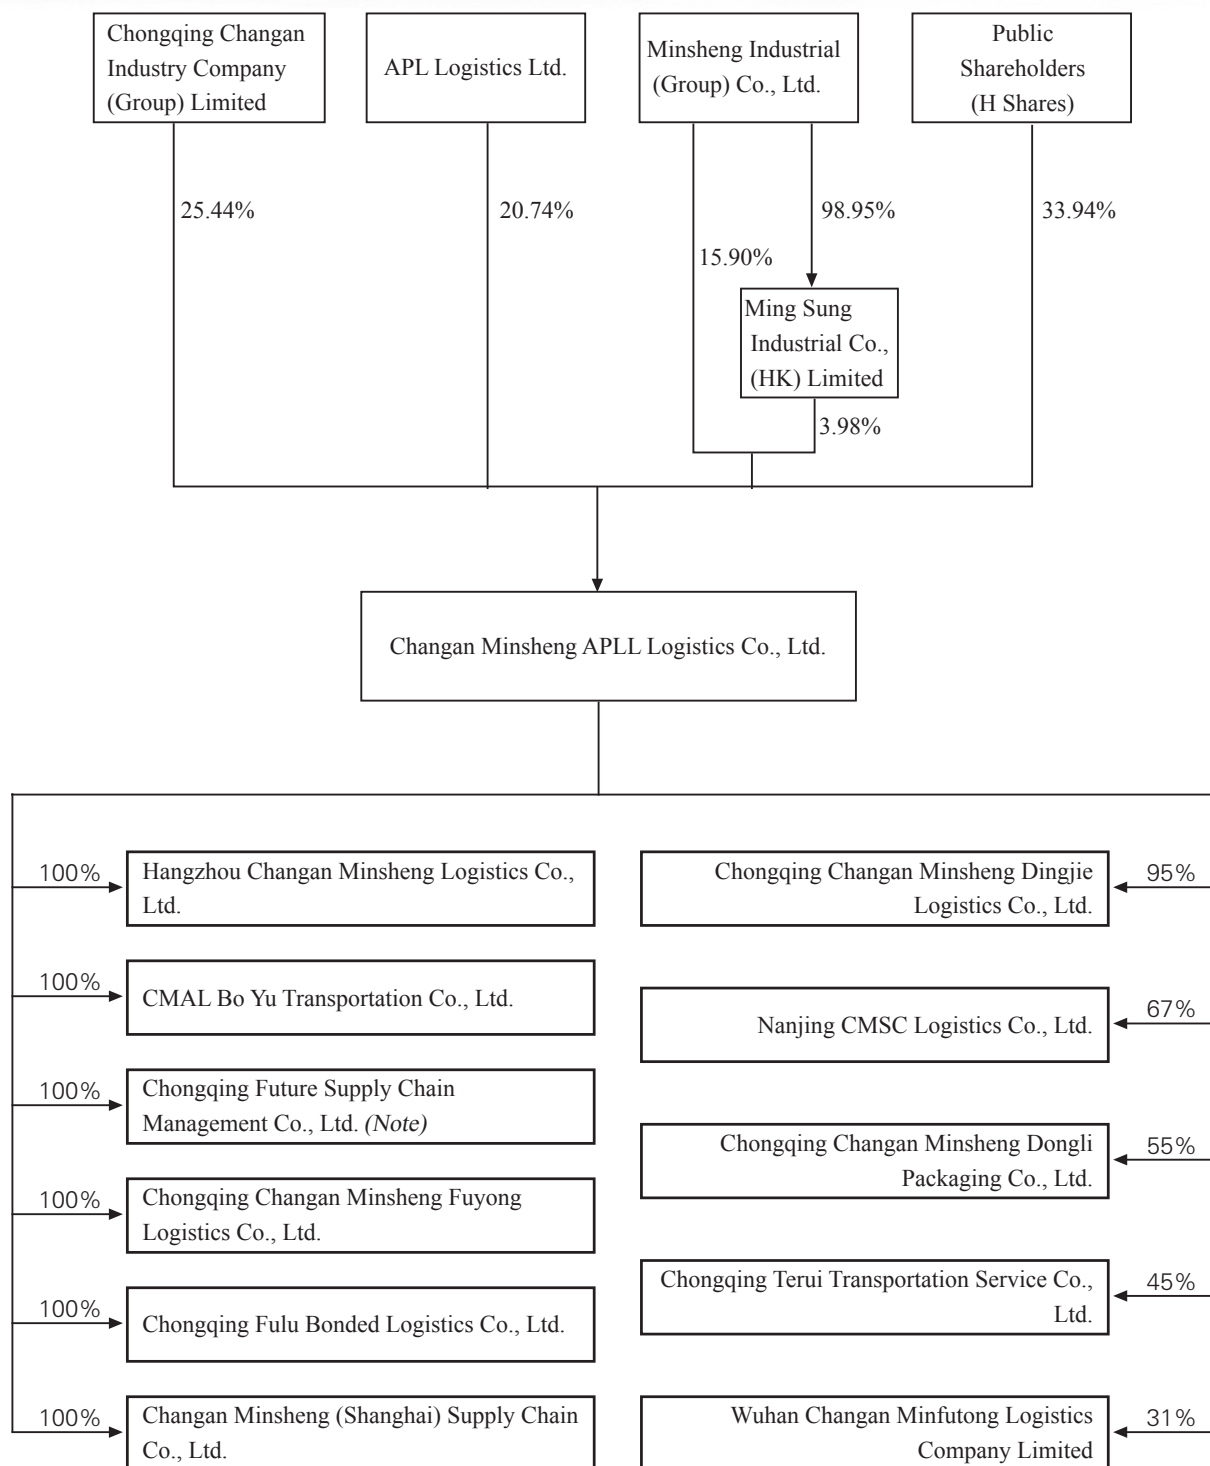 Chongqing Changan
Industry Company
(Group) Limited
APL Logistics Ltd.
Minsheng Industrial
(Group) Co., Ltd.
Public
Shareholders
(H Shares)
25.44%
20.74%
98.95%
33.94%
15.90%
Ming Sung
Industrial Co.,
(HK) Limited
3.98%
Changan Minsheng APLL Logistics Co., Ltd.
100%
Hangzhou Changan Minsheng Logistics Co.,
Ltd.
100%
CMAL Bo Yu Transportation Co., Ltd.
100%
Chongqing Future Supply Chain
Management Co., Ltd. (Note)
100%
Chongqing Changan Minsheng Fuyong
Logistics Co., Ltd.
100%
Chongqing Fulu Bonded Logistics Co., Ltd.
100%
Changan Minsheng (Shanghai) Supply Chain
Co., Ltd.
Chongqing Changan Minsheng Dingjie
Logistics Co., Ltd.
95%
Nanjing CMSC Logistics Co., Ltd.
67%
Chongqing Changan Minsheng Dongli
Packaging Co., Ltd.
55%
Chongqing Terui Transportation Service Co.,
Ltd.
45%
Wuhan Changan Minfutong Logistics
Company Limited
31%